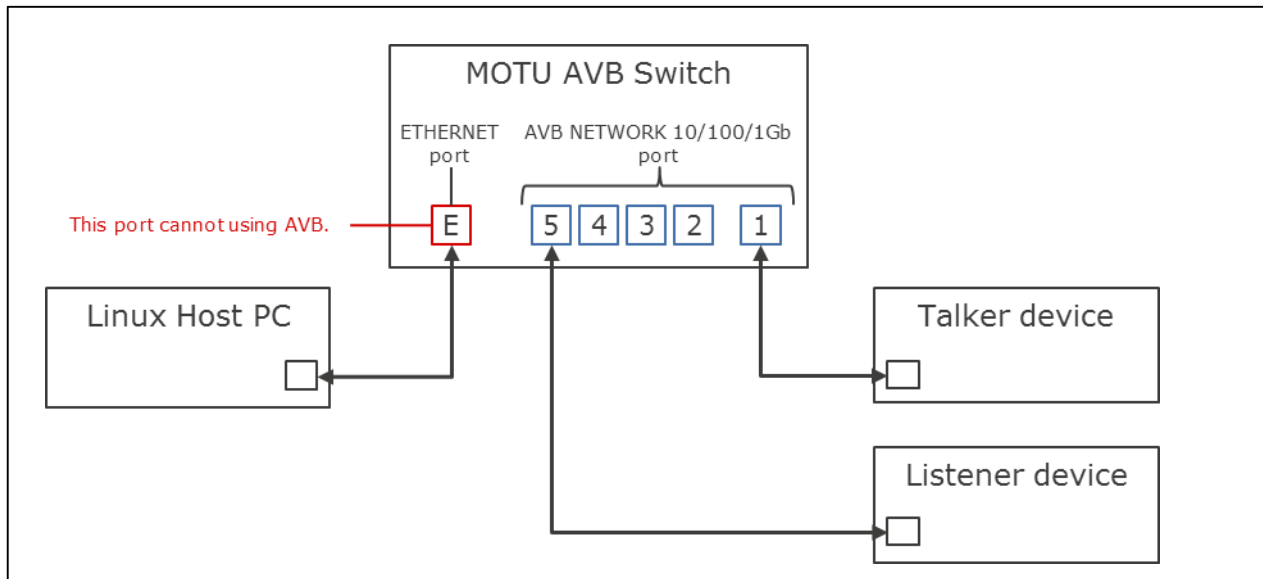 MOTU AVB Switch
ETHERNET
port
AVB NETWORK 10/100/1Gb
port
This port cannot using AVB.
E
5
4
3
2
1
Linux Host PC
Talker device
Listener device